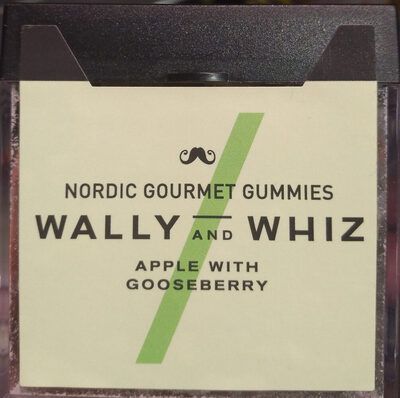 NORDIC GOURMET GUMMIES
WALLY AND WHIZ
APPLE WITH
GOOSEBERRY